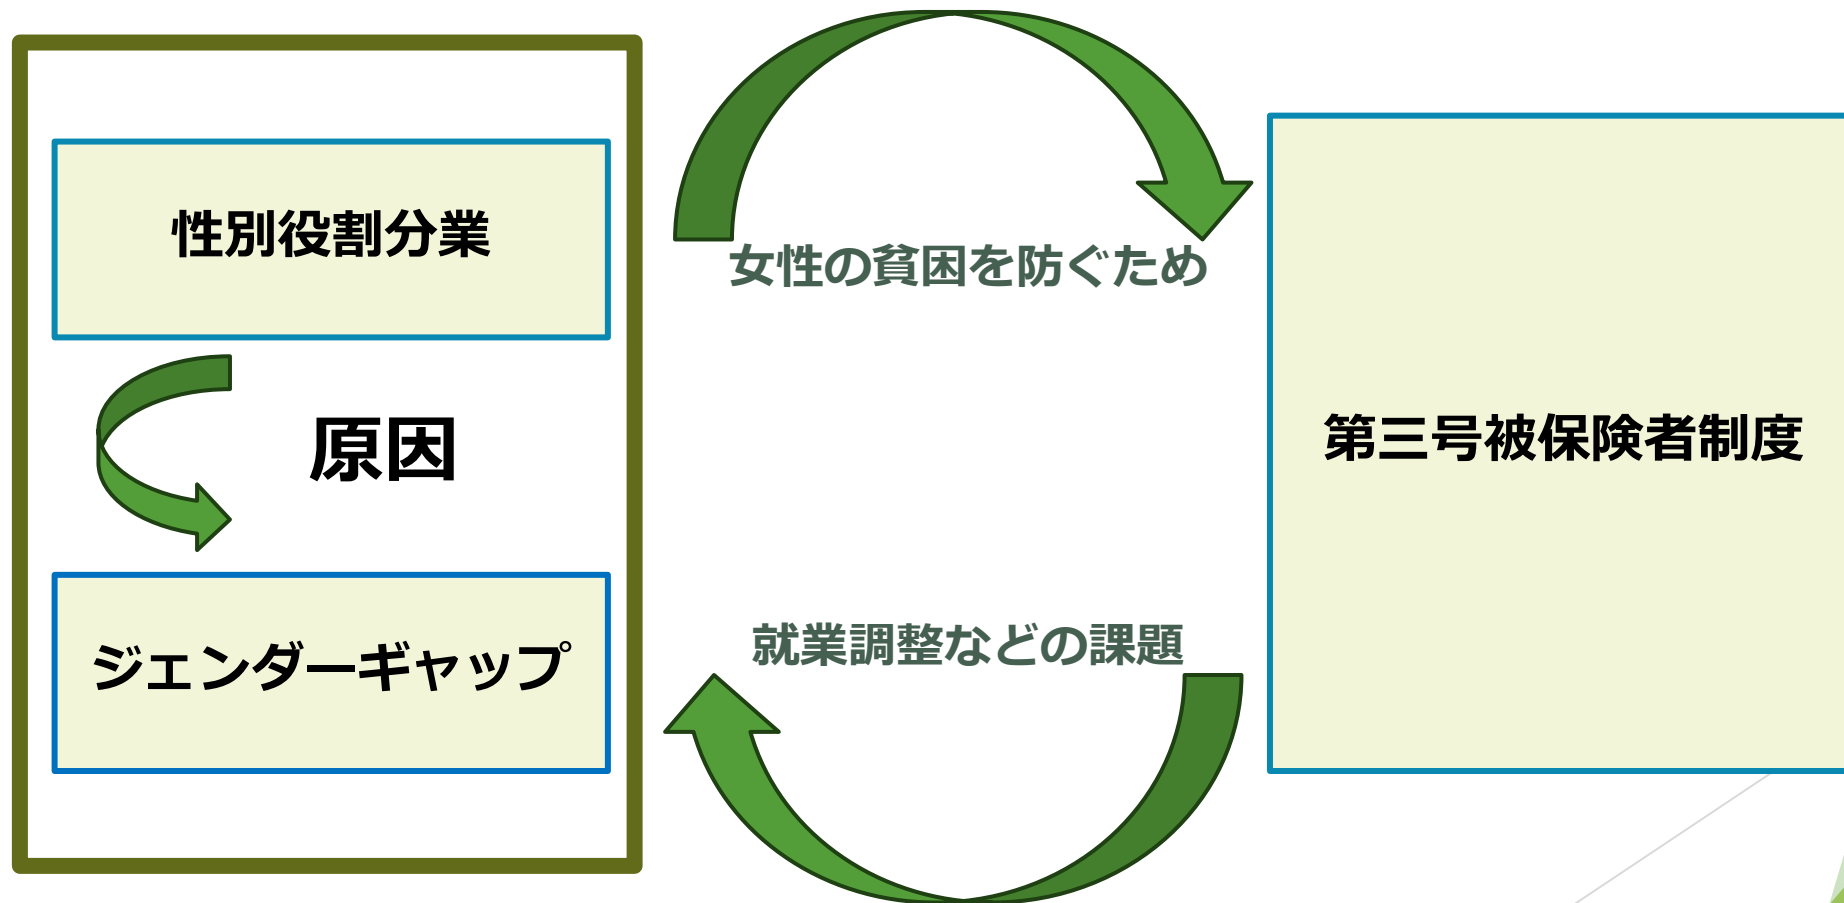 性別役割分業
原因
ジェンダーギャップ
女性の貧困を防ぐため
就業調整などの課題
第三号被保険者制度